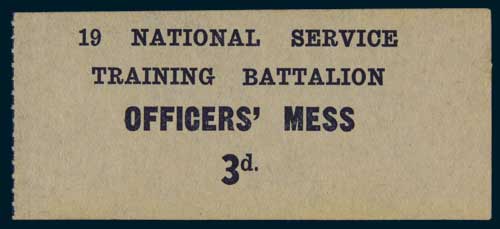 19 NATIONAL SERVICE
TRAINING BATTALION
OFFICERS' MESS
3d.